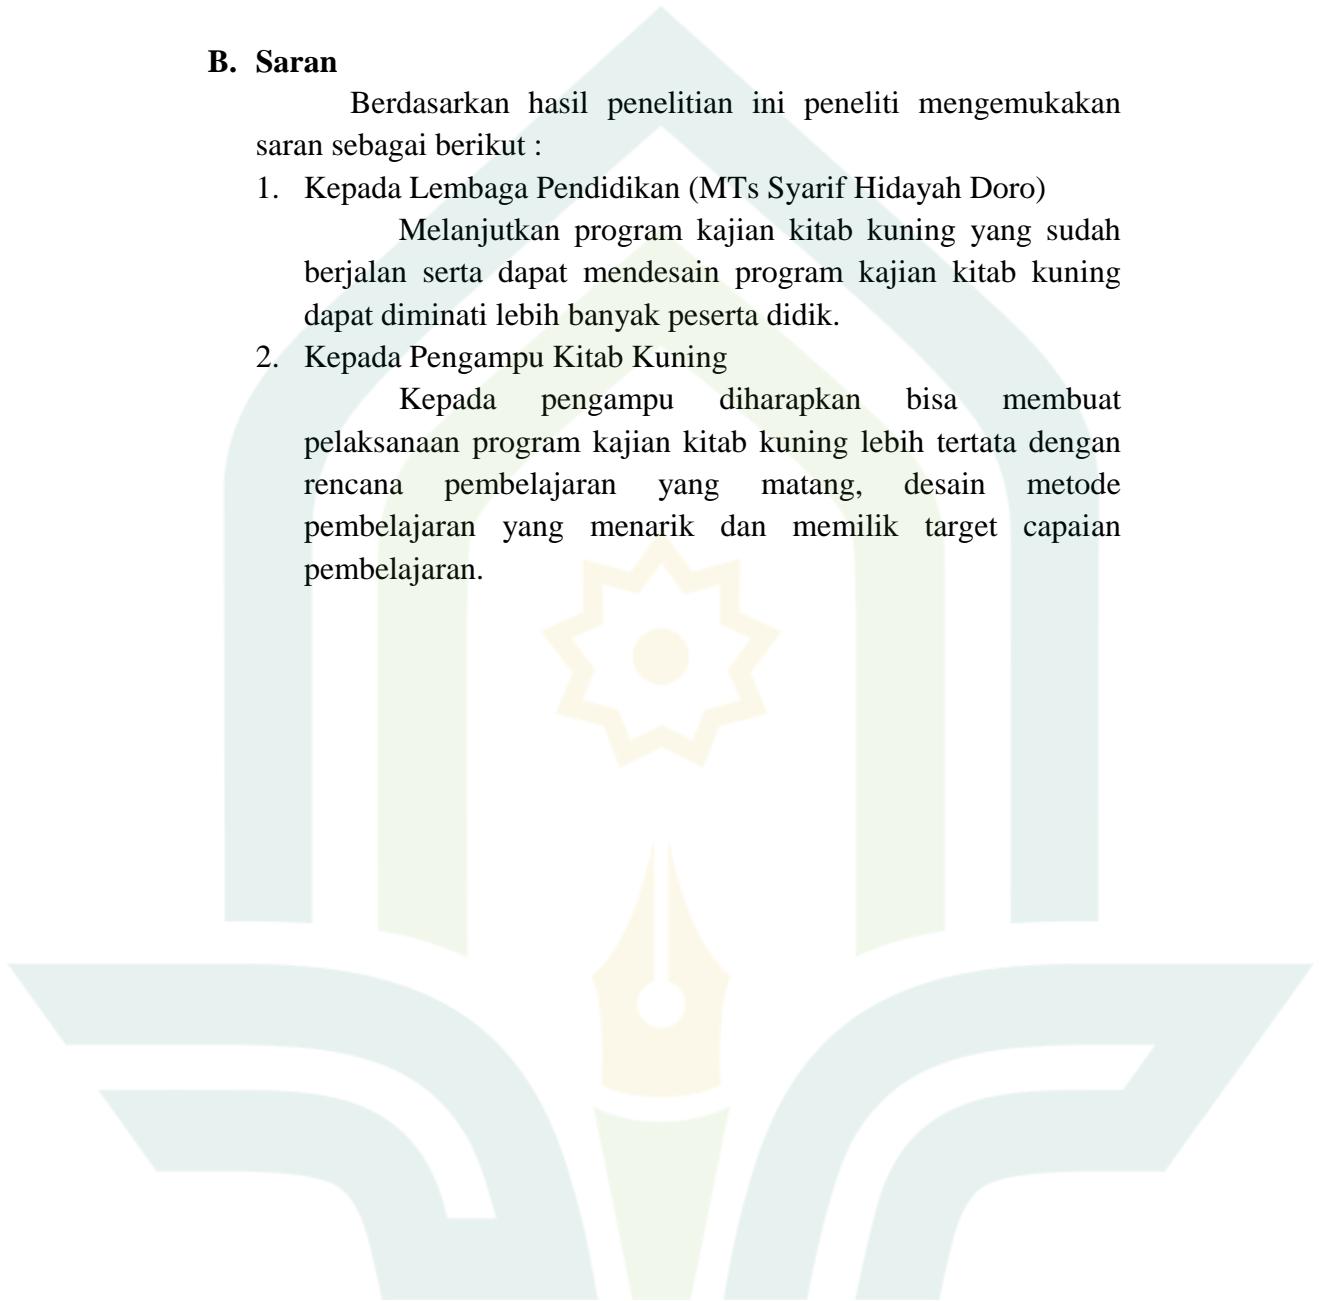 B. Saran
Berdasarkan hasil penelitian ini peneliti mengemukakan
saran sebagai berikut :
1. Kepada Lembaga Pendidikan (MTs Syarif Hidayah Doro)
Melanjutkan program kajian kitab kuning yang sudah
berjalan serta dapat mendesain program kajian kitab kuning
dapat diminati lebih banyak peserta didik.
2. Kepada Pengampu Kitab Kuning
Kepada pengampu diharapkan bisa membuat
pelaksanaan program kajian kitab kuning lebih tertata dengan
rencana pembelajaran yang matang, desain metode
pembelajaran yang menarik dan memilik target capaian
pembelajaran.